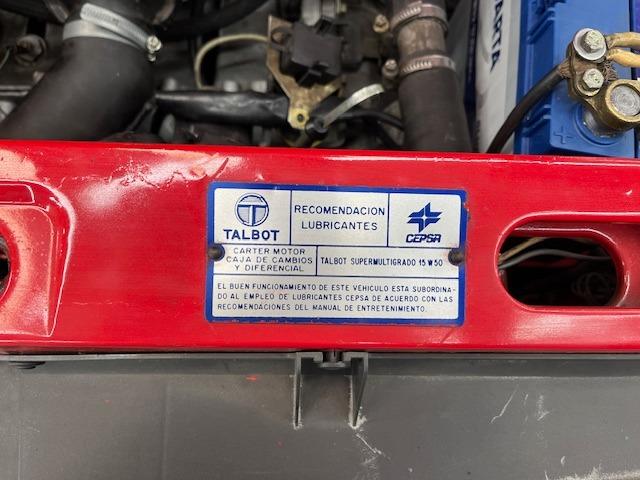 VARTA
TALBOT
RECOMENDACION
LUBRICANTES
CEPSA
CARTER MOTOR
CAJA DE CAMBIOS
Y DIFERENCIAL
TALBOT SUPERMULTIGRADO 15 W 50
EL BUEN FUNCIONAMIENTO DE ESTE VEHICULO ESTA SUBORDINA-
DO AL EMPLEO DE LUBRICANTES CEPSA DE ACUERDO CON LAS
RECOMENDACIONES DEL MANUAL DE ENTRETENIMIENTO.